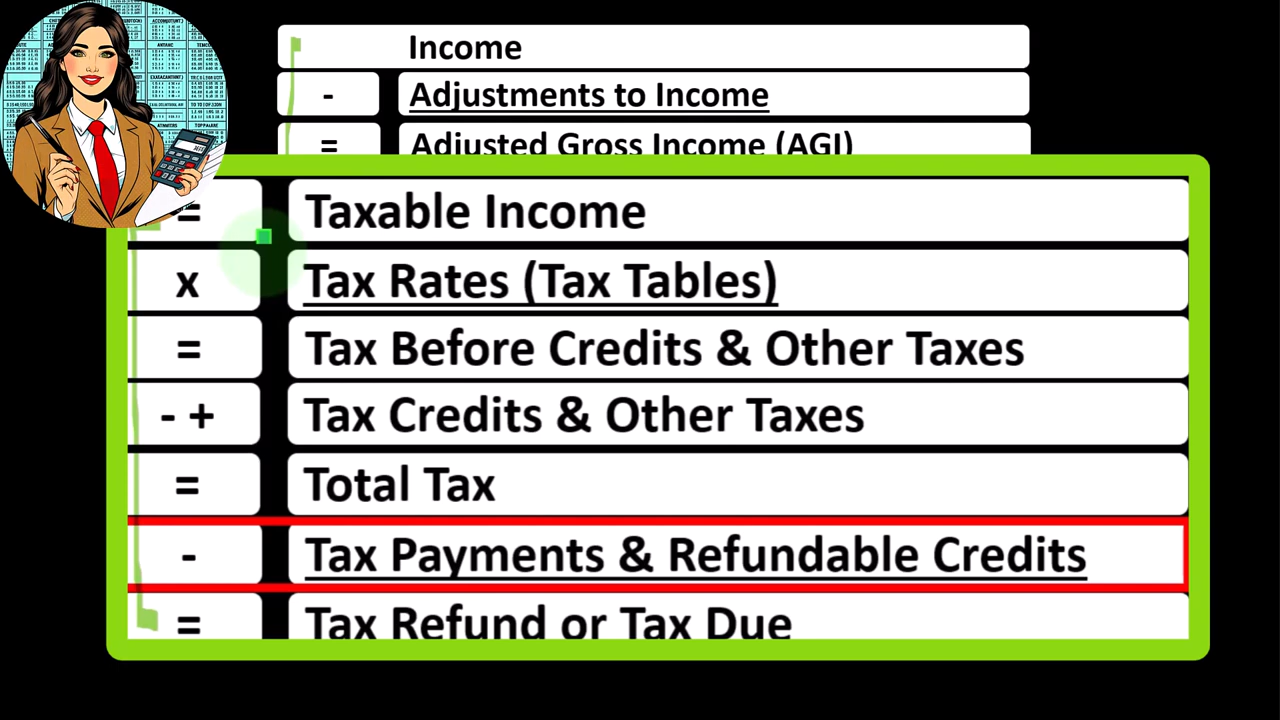 Income
- Adjustments to Income
= Adjusted Gross Income (AGI)
= Taxable Income
x Tax Rates (Tax Tables)
= Tax Before Credits & Other Taxes
- + Tax Credits & Other Taxes
= Total Tax
- Tax Payments & Refundable Credits
= Tax Refund or Tax Due